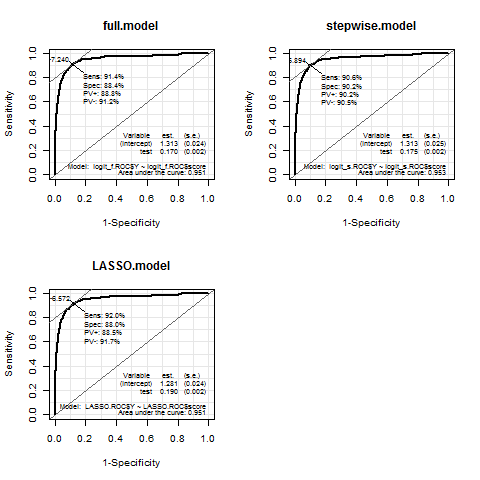 full.model
-7.240
Sens: 91.4%
Spec: 88.4%
PV+: 88.8%
PV-: 91.2%
Variable est. (s.e.)
(Intercept) 1.313 (0.024)
test 0.170 (0.002)
Model: logit_f.ROC$Y ~ logit_f.ROC$score
Area under the curve: 0.951
Sensitivity
0.0 0.2 0.4 0.6 0.8 1.0
0.0 0.2 0.4 0.6 0.8 1.0
1-Specificity
stepwise.model
6.894
Sens: 90.6%
Spec: 90.2%
PV+: 90.2%
PV-: 90.5%
Variable est. (s.e.)
(Intercept) 1.313 (0.025)
test 0.175 (0.002)
Model: logit_s.ROC$Y ~ logit_s.ROC$score
Area under the curve: 0.953
Sensitivity
0.0 0.2 0.4 0.6 0.8 1.0
0.0 0.2 0.4 0.6 0.8 1.0
1-Specificity
LASSO.model
-6.572
Sens: 92.0%
Spec: 88.0%
PV+: 88.5%
PV-: 91.7%
Variable est. (s.e.)
(Intercept) 1.281 (0.024)
test 0.190 (0.002)
Model: LASSO.ROC$Y ~ LASSO.ROC$score
Area under the curve: 0.951
Sensitivity
0.0 0.2 0.4 0.6 0.8 1.0
0.0 0.2 0.4 0.6 0.8 1.0
1-Specificity